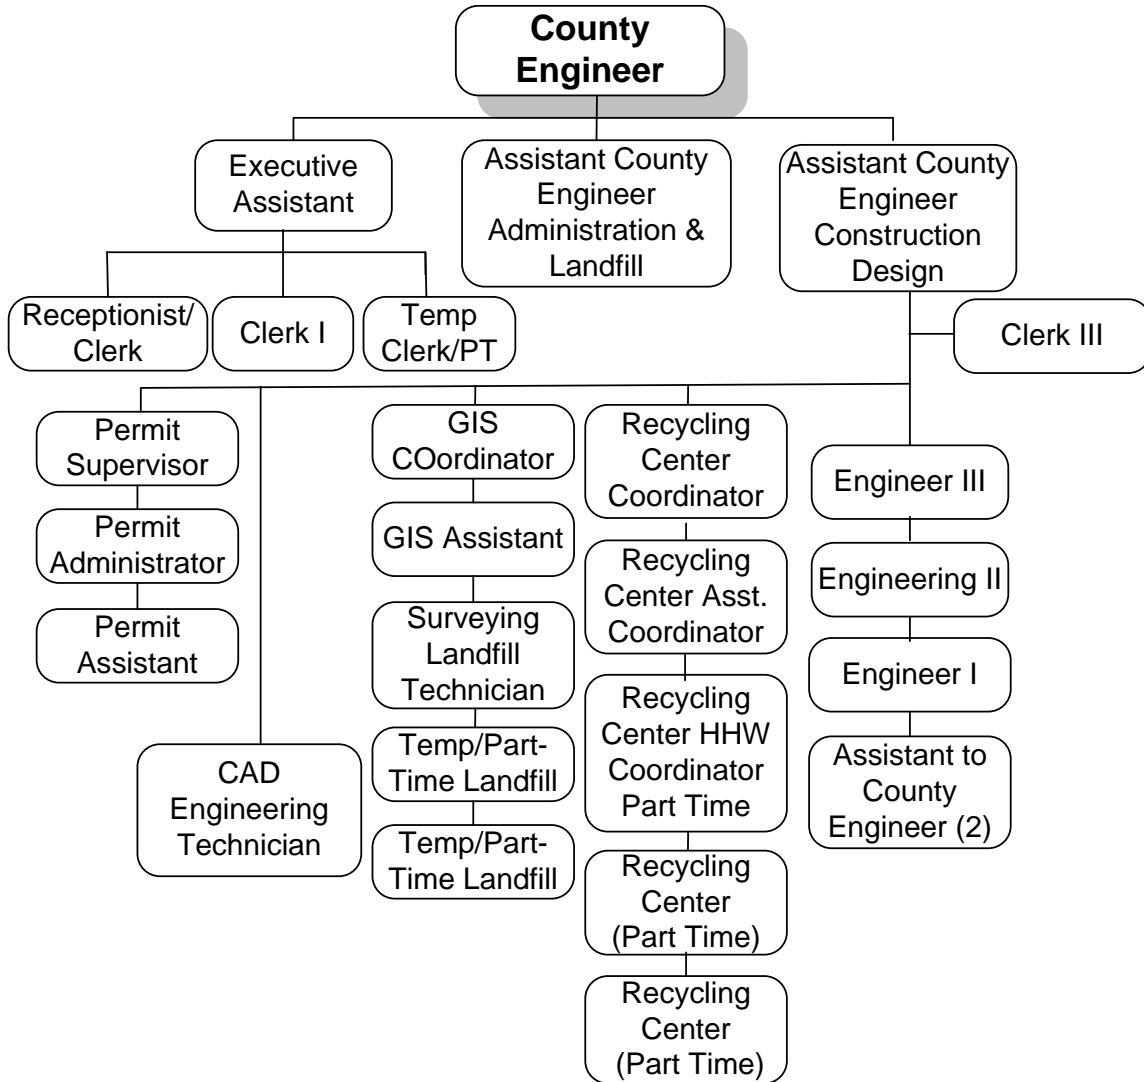 County
Engineer
Executive
Assistant
Assistant County
Engineer
Administration &
Landfill
Assistant County
Engineer
Construction
Design
Receptionist/
Clerk
Clerk I
Temp
Clerk/PT
Clerk III
Permit
Supervisor
Permit
Administrator
Permit
Assistant
CAD
Engineering
Technician
GIS
COordinator
GIS Assistant
Surveying
Landfill
Technician
Temp/Part-
Time Landfill
Temp/Part-
Time Landfill
Recycling
Center
Coordinator
Recycling
Center Asst.
Coordinator
Recycling
Center HHW
Coordinator
Part Time
Recycling
Center
(Part Time)
Recycling
Center
(Part Time)
Engineer III
Engineering II
Engineer I
Assistant to
County
Engineer (2)